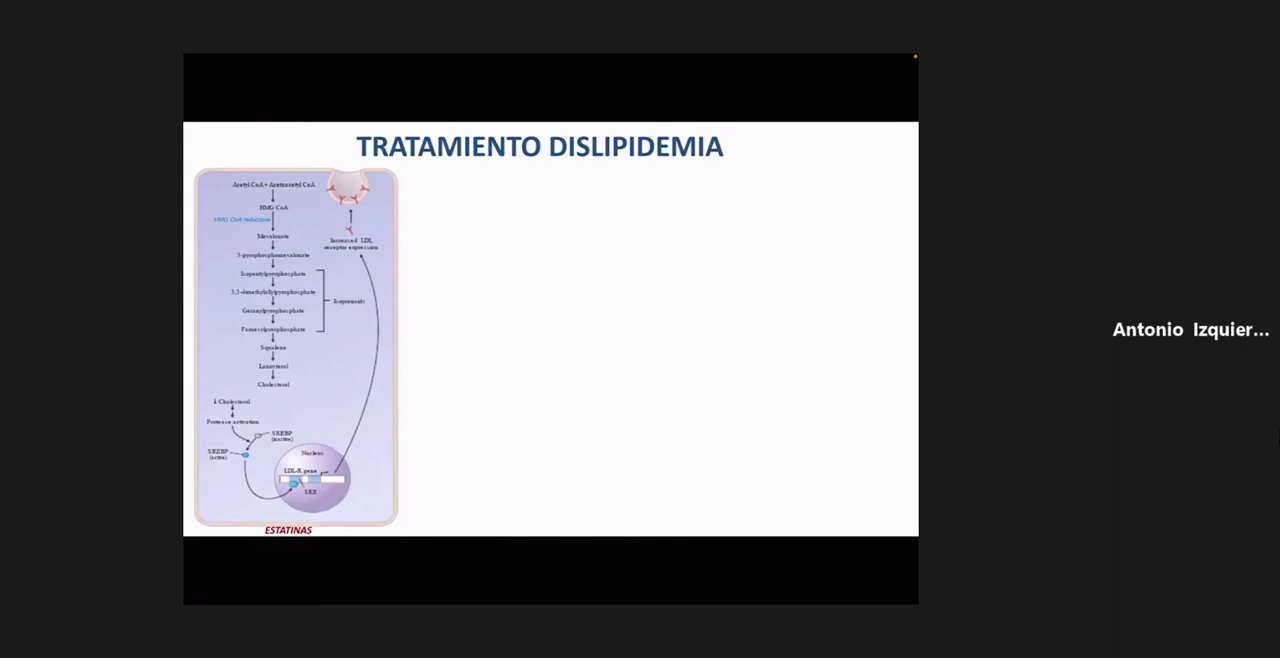 TRATAMIENTO DISLIPIDEMIA
Acetyl CoA + Acetoacetyl CoA
HMG CoA
HMG CoA reductase
Mevalonate
5-pyrophosphomevalonate
Isopentylpyrophosphate
3,3-dimethylallylpyrophosphate
Geranylpyrophosphate
Farnesylpyrophosphate
Isoprenoids
Squalene
Lanosterol
Cholesterol
Increased LDL
receptor expression
↓ Cholesterol
Protease activation
SREBP
(inactive)
SREBP
(active)
Nucleus
LDL-R gene
SRE
ESTATINAS
Antonio Izquier...